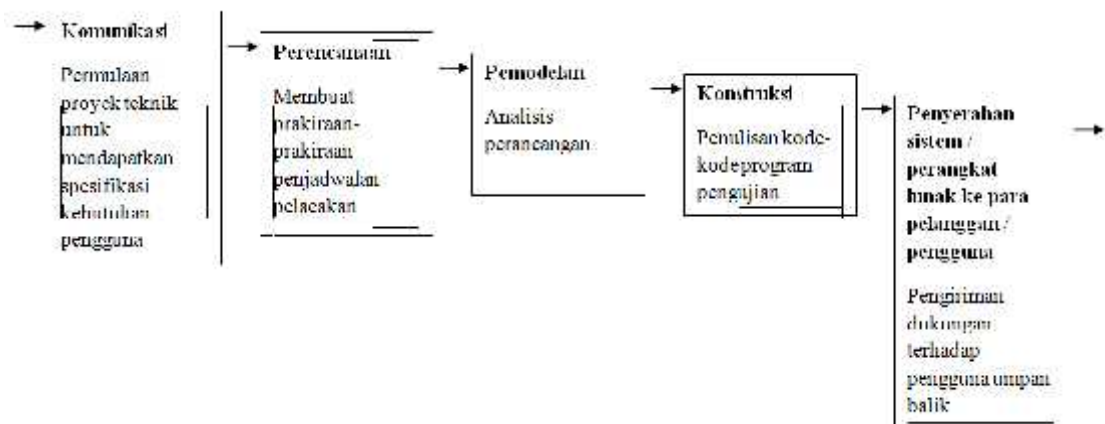 Komunikasi
Permulaan
proyek teknik
untuk
mendapatkan
spesifikasi
kebutuhan
pengguna
Perencanaan
Membuat
prakiraan-
prakiraan
penjadwalan
pelacakan
Pemodelan
Analisis
perancangan
Konstruksi
Penulisan kode-
kodeprogram
pengujian
Penyerahan
sistem /
perangkat
lunak ke para
pelanggan /
pengguna
Pengiriman
dukungan
terhadap
pengguna umpan
balik